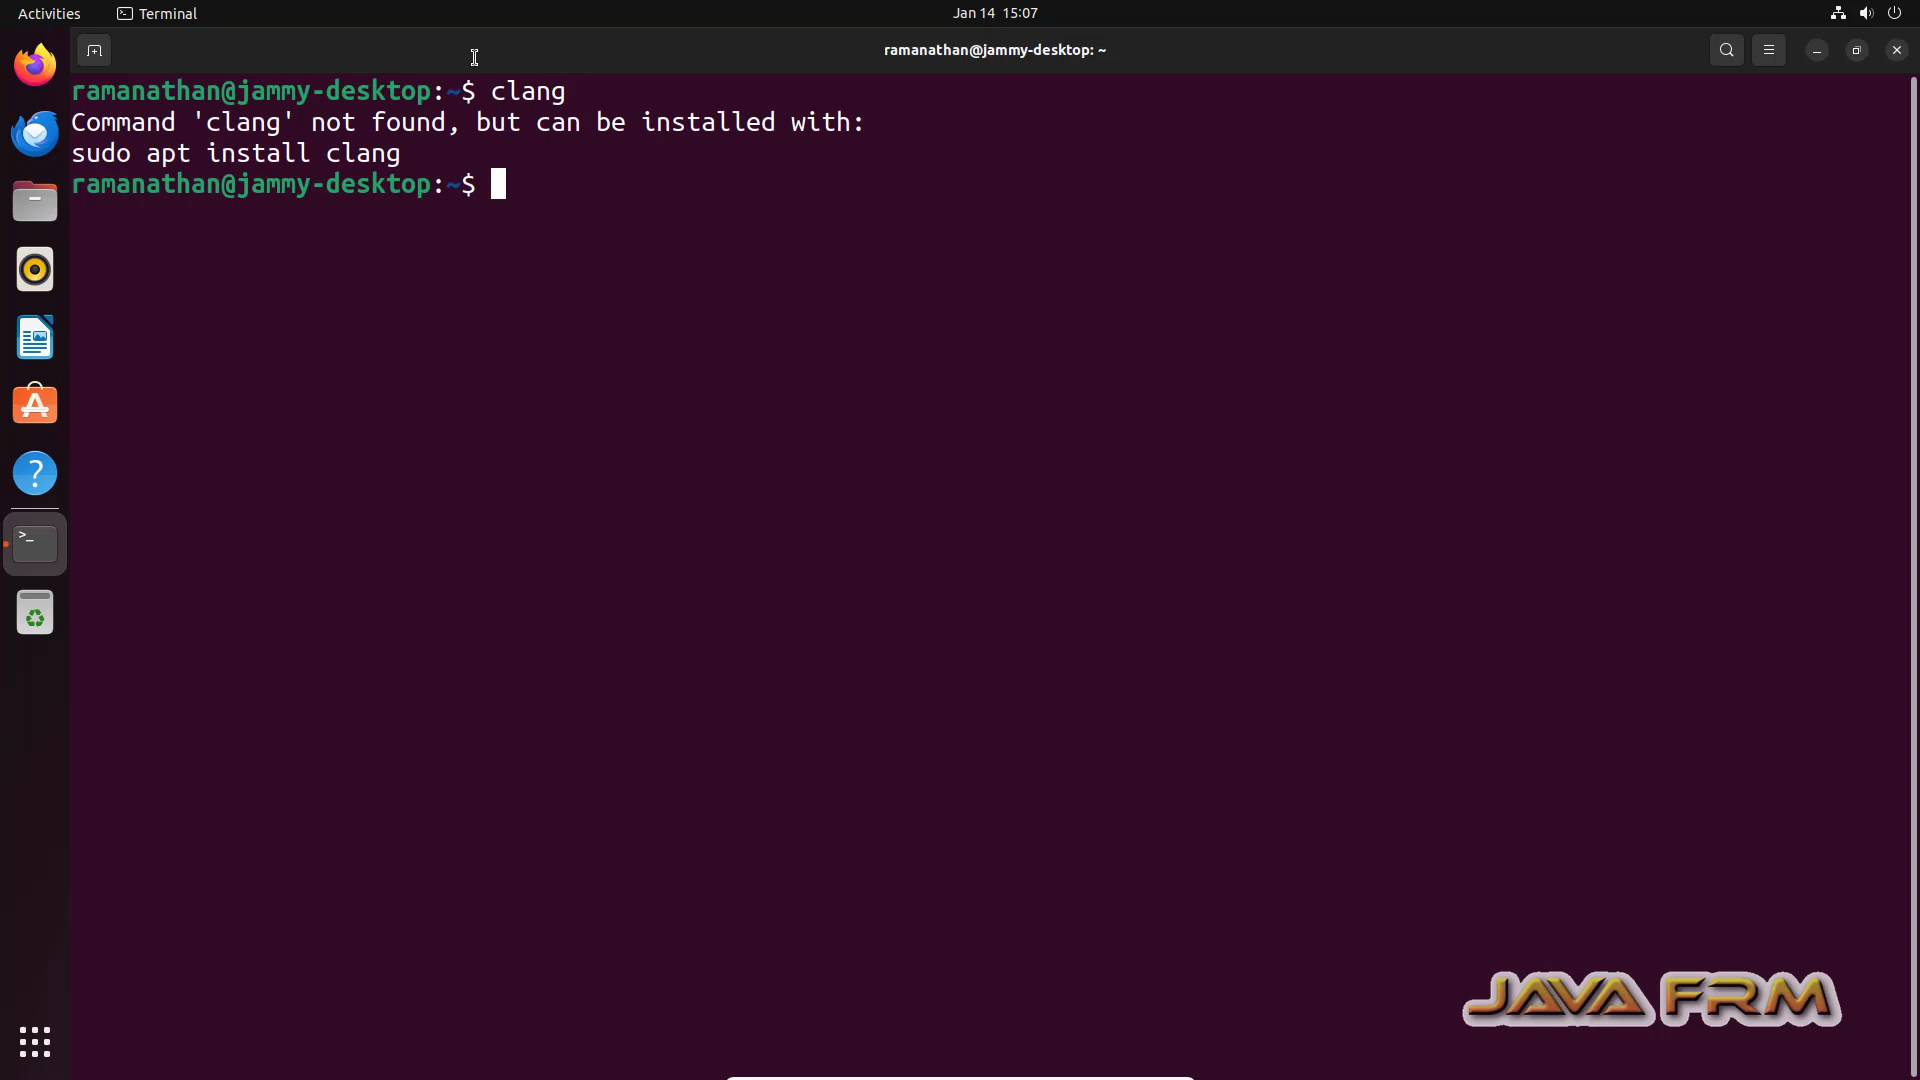 Activities Terminal Jan 14 15:07
ramanathan@jammy-desktop: ~
ramanathan@jammy-desktop:~$ clang
Command 'clang' not found, but can be installed with:
sudo apt install clang
ramanathan@jammy-desktop:~$
JAVA FRM